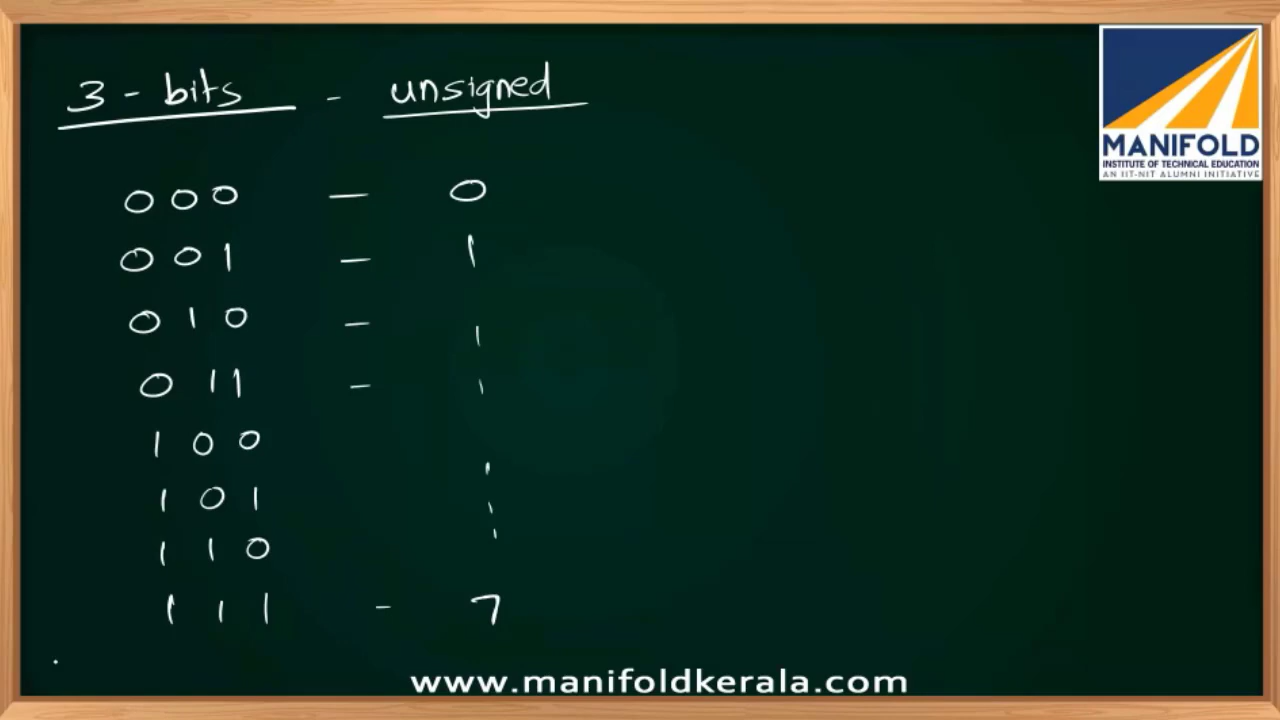 3 - bits - unsigned
000 — 0
001 — 1
010 —
011 —
100
101
110
111 - 7
MANIFOLD
INSTITUTE OF TECHNICAL EDUCATION
AN IIT-NIT ALUMNI INITIATIVE
www.manifoldkerala.com